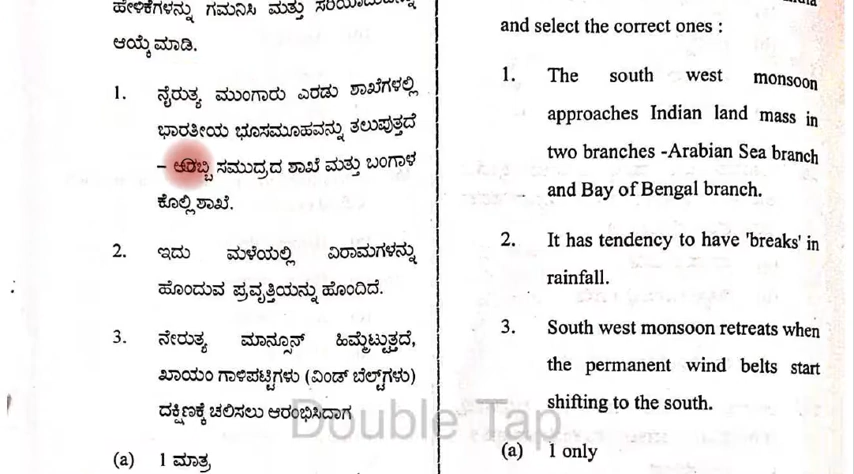 ಹೇಳಿಕೆಗಳನ್ನು ಗಮನಿಸಿ ಮತ್ತು
ಆಯ್ಕೆ ಮಾಡಿ.
1. ನೈರುತ್ಯ ಮುಂಗಾರು ಎರಡು ಶಾಖೆಗಳಲ್ಲಿ
ಭಾರತೀಯ ಭೂಸಮೂಹವನ್ನು ತಲುಪುತ್ತದೆ
– ಅರಬ್ಬಿ ಸಮುದ್ರದ ಶಾಖೆ ಮತ್ತು ಬಂಗಾಳ
ಕೊಲ್ಲಿ ಶಾಖೆ.
2. ಇದು ಮಳೆಯಲ್ಲಿ ವಿರಾಮಗಳನ್ನು
ಹೊಂದುವ ಪ್ರವೃತ್ತಿಯನ್ನು ಹೊಂದಿದೆ.
3. ನೇರುತ್ಯ ಮಾನ್ಸೂನ್ ಹಿಮ್ಮೆಟ್ಟುತ್ತದೆ,
ಖಾಯಂ ಗಾಳಿಪಟ್ಟಿಗಳು (ವಿಂಡ್ ಬೆಲ್ಟ್‌ಗಳು)
ದಕ್ಷಿಣಕ್ಕೆ ಚಲಿಸಲು ಆರಂಭಿಸಿದಾಗ
(a) 1 ಮಾತ್ರ
and select the correct ones :
1. The south west monsoon
approaches Indian land mass in
two branches -Arabian Sea branch
and Bay of Bengal branch.
2. It has tendency to have 'breaks' in
rainfall.
3. South west monsoon retreats when
the permanent wind belts start
shifting to the south.
(a) 1 only
Double Tap